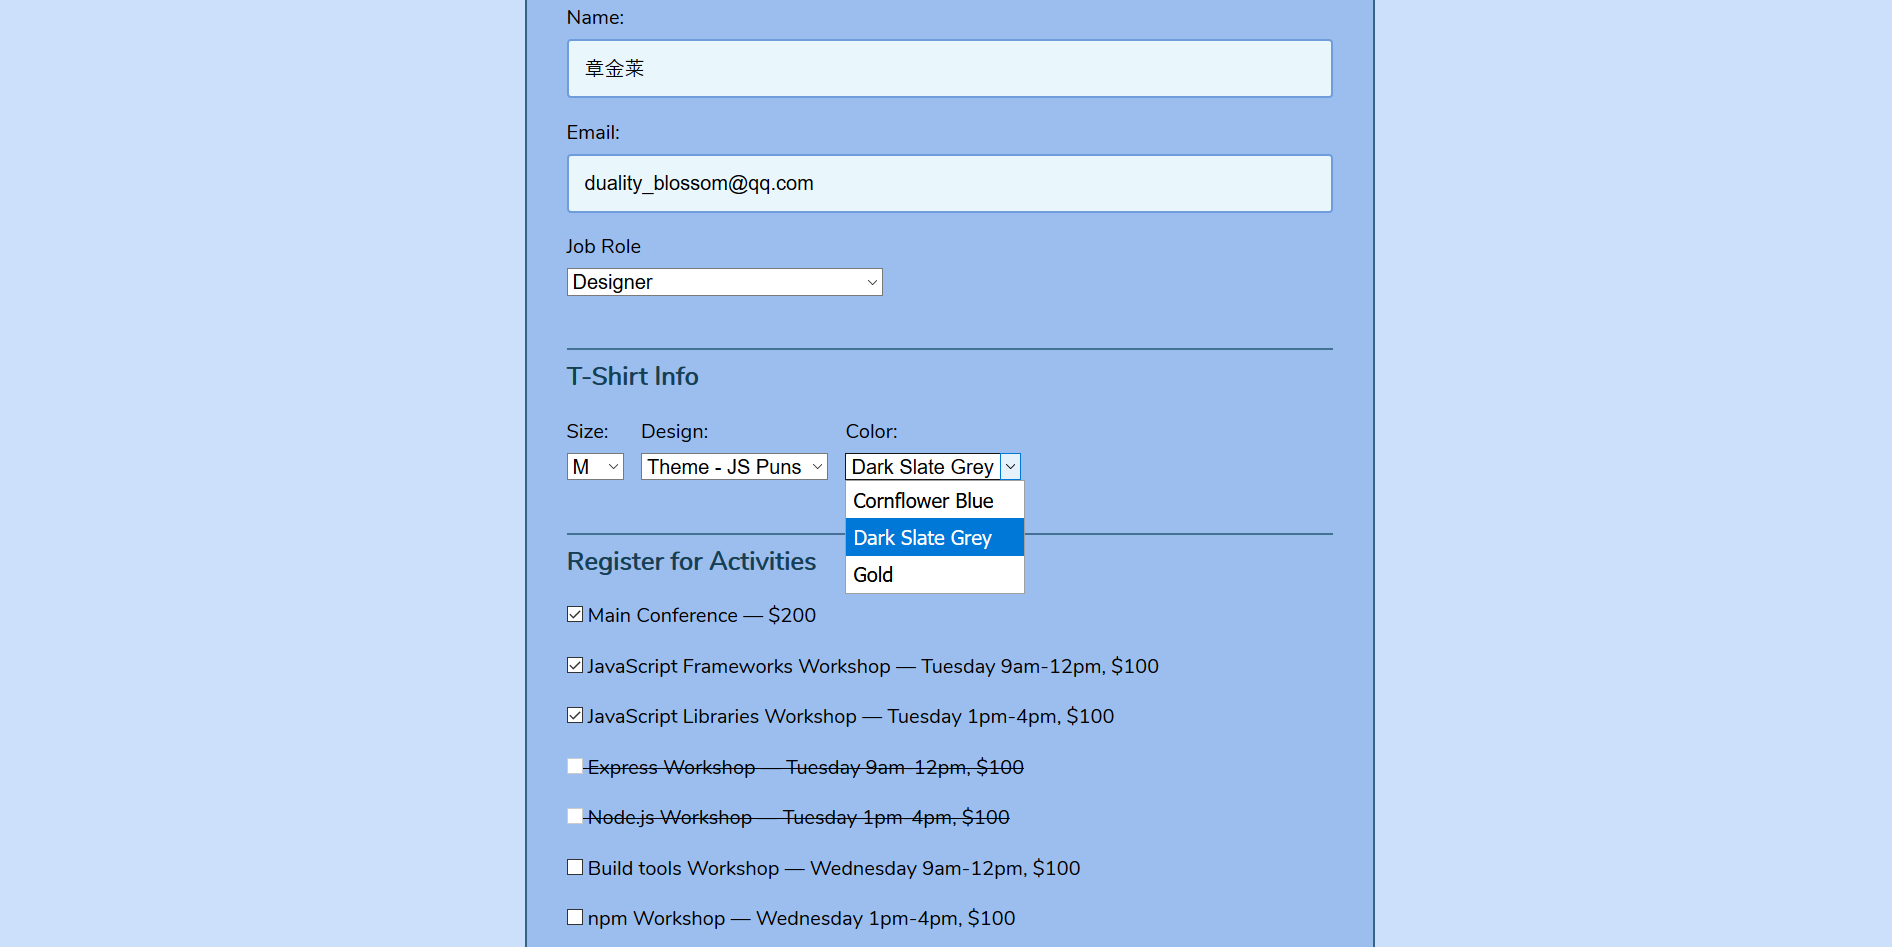 Name:
章金莱
Email:
duality_blossom@qq.com
Job Role
Designer
T-Shirt Info
Size: Design: Color:
M Theme - JS Puns Dark Slate Grey
Cornflower Blue
Dark Slate Grey
Gold
Register for Activities
Main Conference — $200
JavaScript Frameworks Workshop — Tuesday 9am-12pm, $100
JavaScript Libraries Workshop — Tuesday 1pm-4pm, $100
Express Workshop — Tuesday 9am-12pm, $100
Node.js Workshop — Tuesday 1pm-4pm, $100
Build tools Workshop — Wednesday 9am-12pm, $100
npm Workshop — Wednesday 1pm-4pm, $100